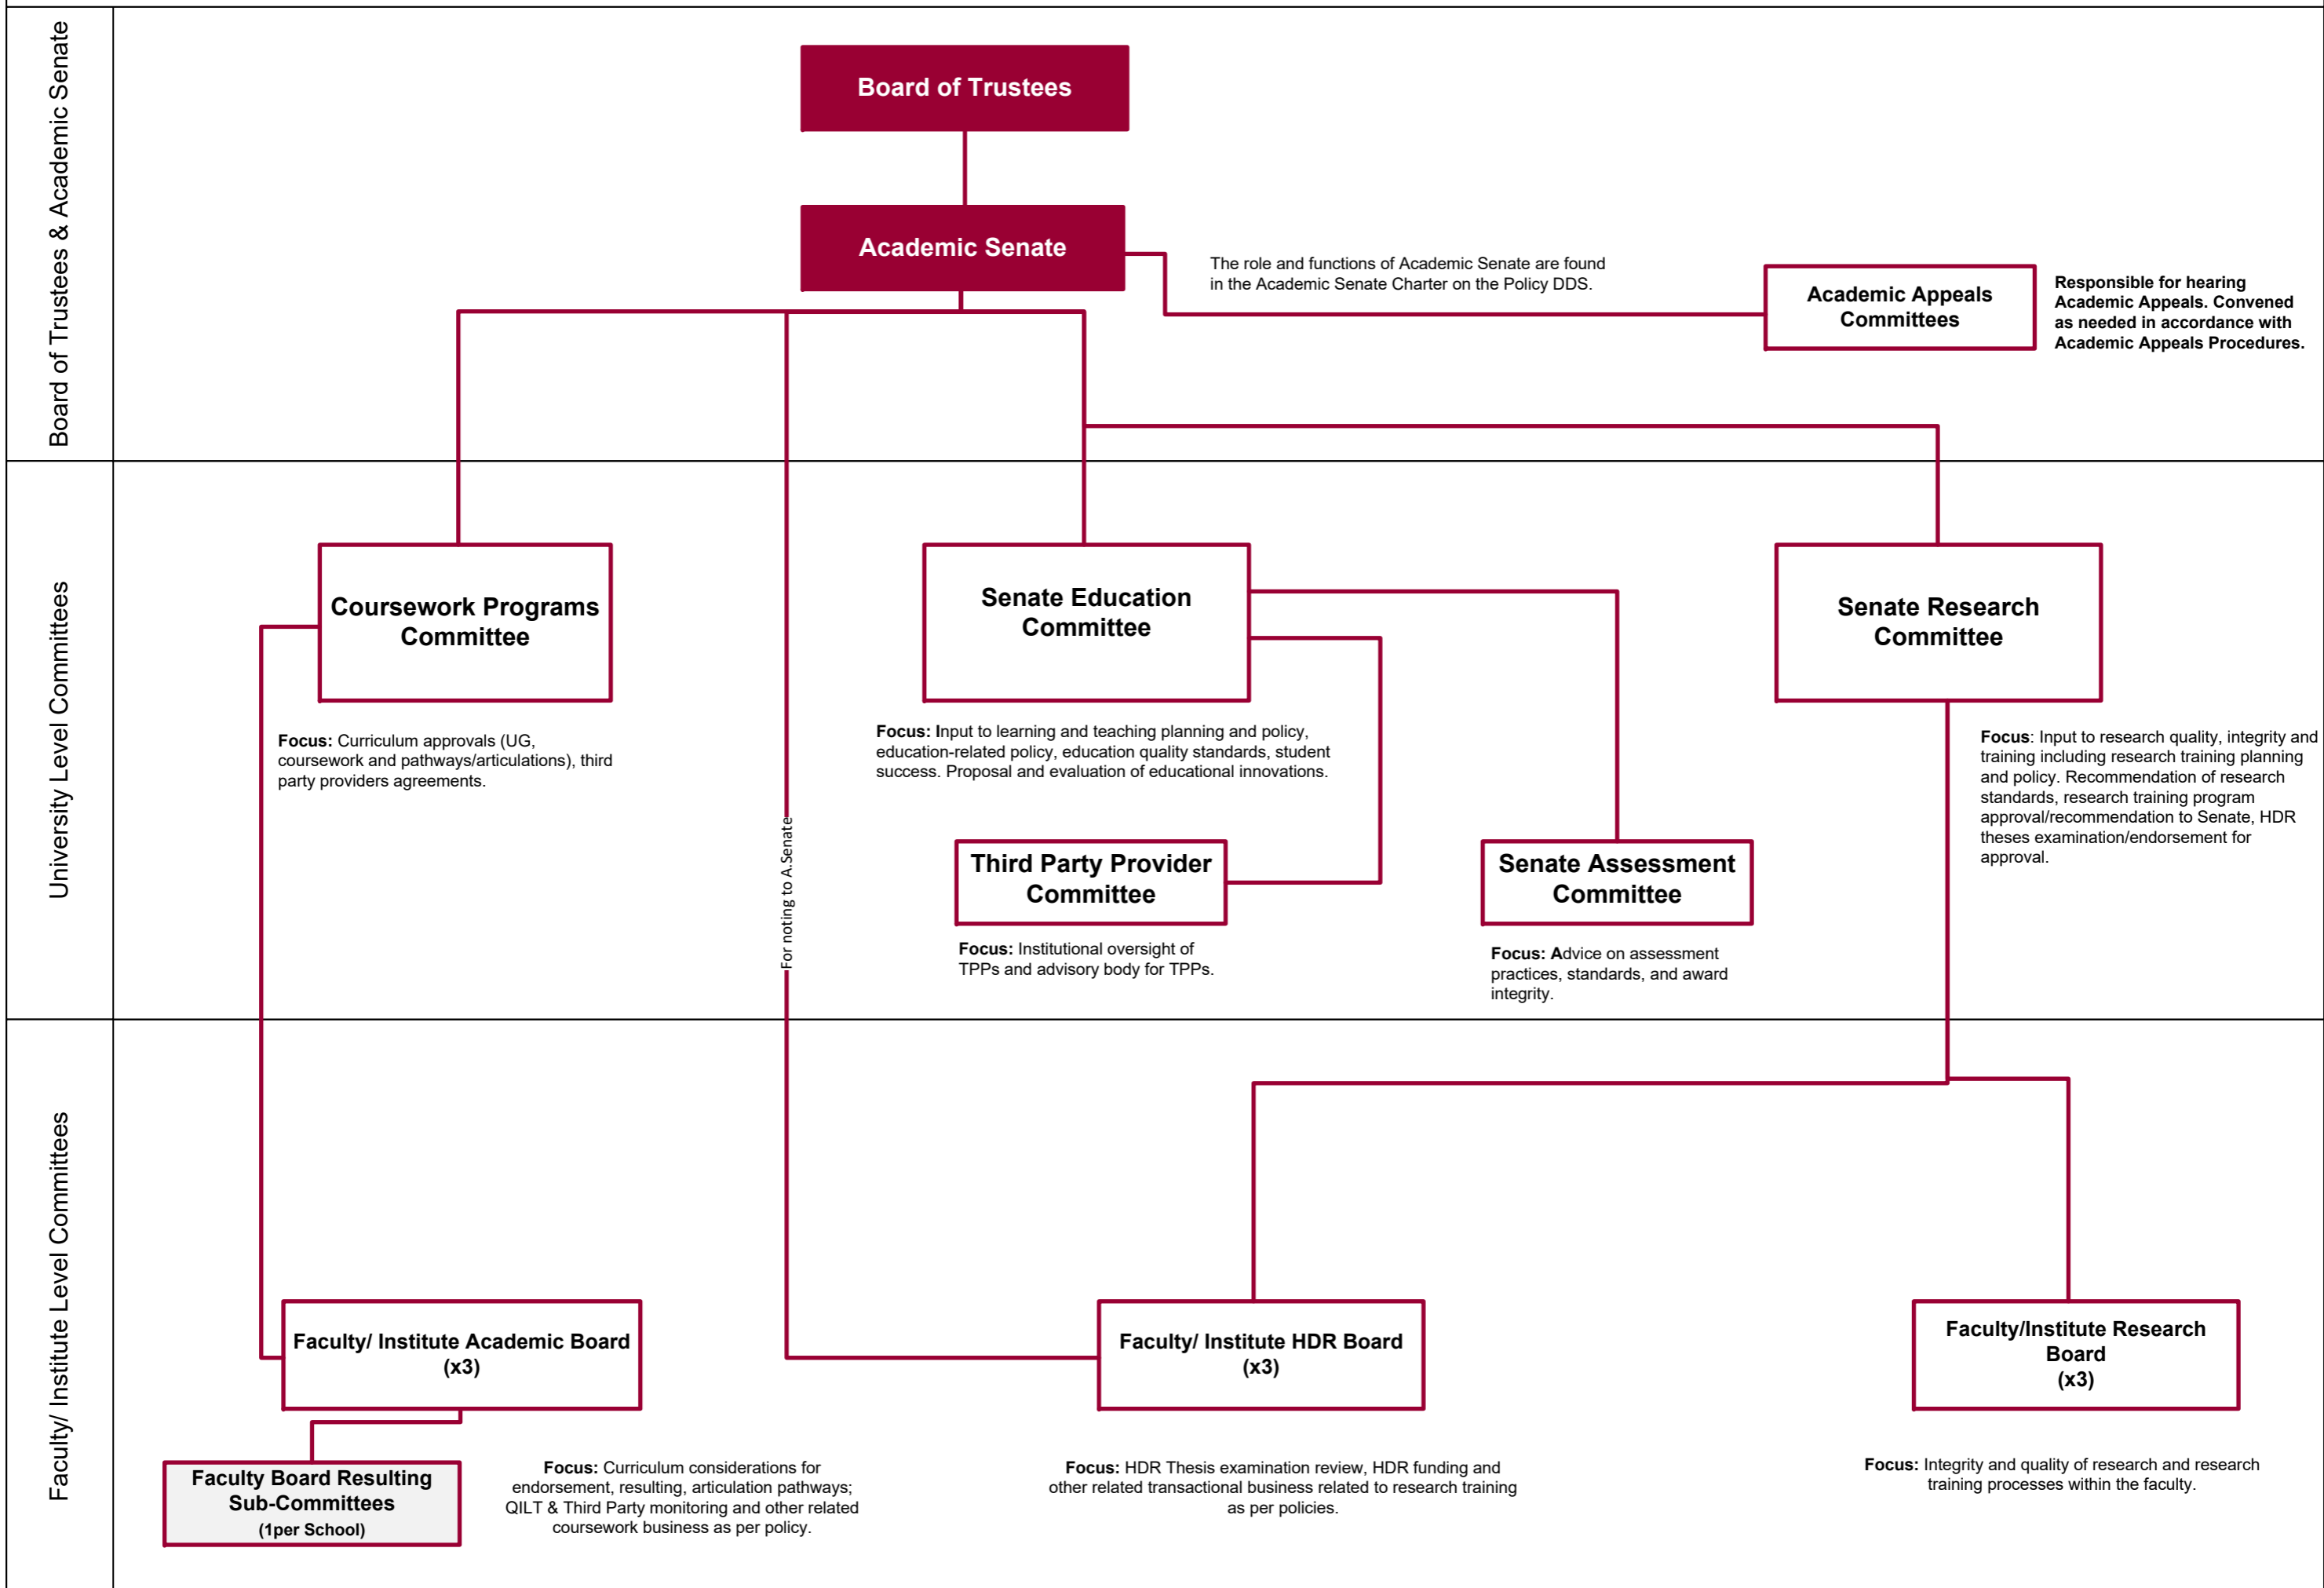 Board of Trustees & Academic Senate
Board of Trustees
Academic Senate
The role and functions of Academic Senate are found
in the Academic Senate Charter on the Policy DDS.
Academic Appeals
Committees
Responsible for hearing
Academic Appeals. Convened
as needed in accordance with
Academic Appeals Procedures.
University Level Committees
Coursework Programs
Committee
Focus: Curriculum approvals (UG,
coursework and pathways/articulations), third
party providers agreements.
For noting to A.Senate
Senate Education
Committee
Focus: Input to learning and teaching planning and policy,
education-related policy, education quality standards, student
success. Proposal and evaluation of educational innovations.
Third Party Provider
Committee
Focus: Institutional oversight of
TPPs and advisory body for TPPs.
Senate Assessment
Committee
Focus: Advice on assessment
practices, standards, and award
integrity.
Senate Research
Committee
Focus: Input to research quality, integrity and
training including research training planning
and policy. Recommendation of research
standards, research training program
approval/recommendation to Senate, HDR
theses examination/endorsement for
approval.
Faculty/ Institute Level Committees
Faculty/ Institute Academic Board
(x3)
Faculty Board Resulting
Sub-Committees
(1per School)
Focus: Curriculum considerations for
endorsement, resulting, articulation pathways;
QILT & Third Party monitoring and other related
coursework business as per policy.
Faculty/ Institute HDR Board
(x3)
Focus: HDR Thesis examination review, HDR funding and
other related transactional business related to research training
as per policies.
Faculty/Institute Research
Board
(x3)
Focus: Integrity and quality of research and research
training processes within the faculty.